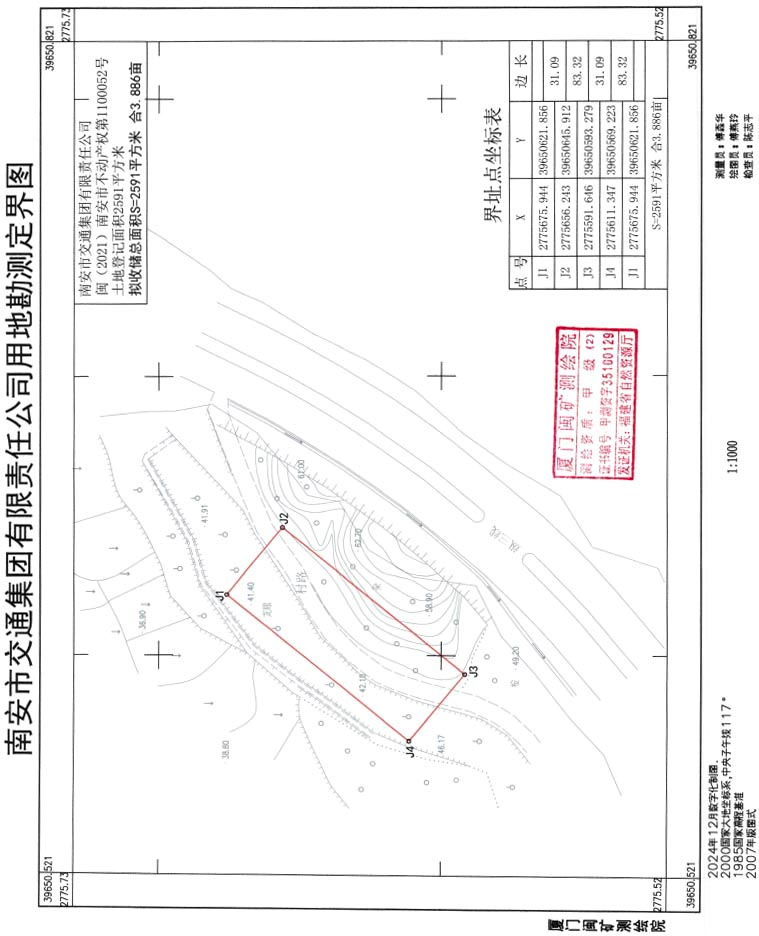 南安市交通集团有限责任公司用地勘测定界图
39650.521
2775.73
39650.821
2775.73
南安市交通集团有限责任公司
闽（2021）南安市不动产权第1100052号
土地登记面积2591平方米
拟收储总面积S=2591平方米 合3.886亩
J1
J2
J3
J4
41.91
36.90
41.40
村路
61.00
62.20
58.90
42.18
46.17
49.20
38.80
界址点坐标表
点 号 X Y 边 长
J1 2775675.944 39650621.856
31.09
J2 2775656.243 39650645.912
83.32
J3 2775591.646 39650593.279
31.09
J4 2775611.347 39650569.223
83.32
J1 2775675.944 39650621.856
S=2591平方米 合3.886亩
厦门闽矿测绘院
测绘资质：甲 级 (2)
证书编号 甲测资字35100129
发证机关：福建省自然资源厅
2775.52
39650.521
2775.52
39650.821
厦门闽矿测绘院
2024年12月数字化制图.
2000国家大地坐标系,中央子午线117°
1985国家高程基准
2007年版图式
1:1000
测量员：傅森华
绘图员：傅燕玲
检查员：陈志平